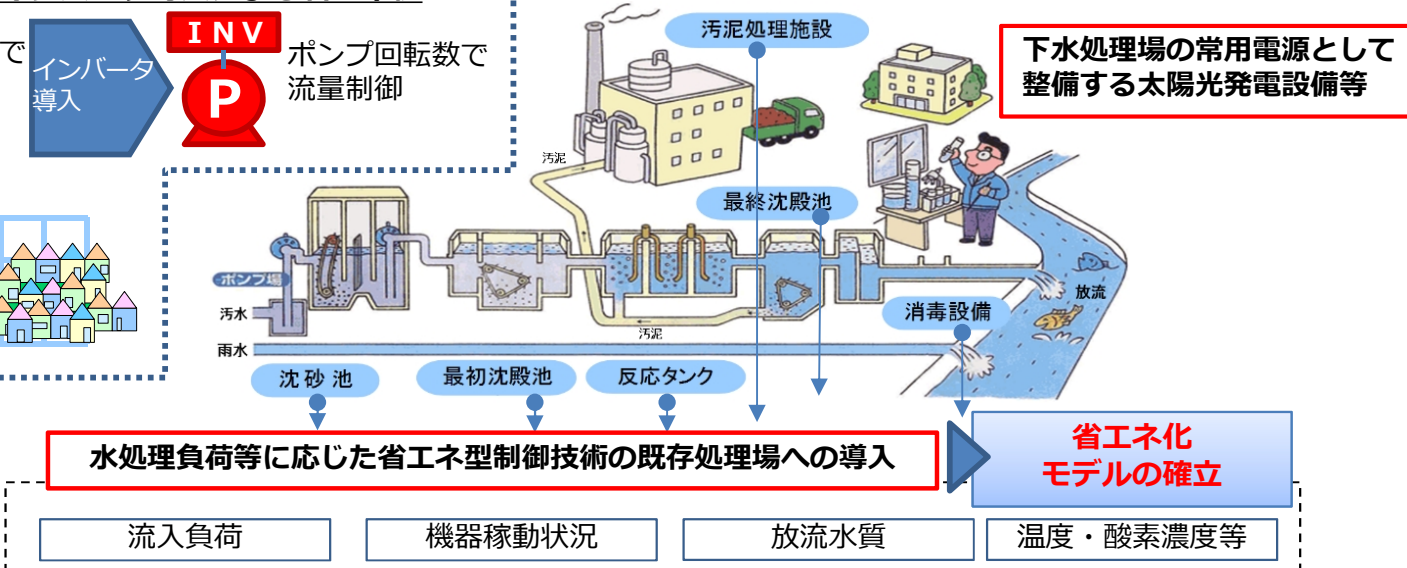 で
インバータ
導入
INV
P
ポンプ回転数で
流量制御
汚泥処理施設
下水処理場の常用電源として
整備する太陽光発電設備等
汚泥
最終沈殿池
ポンプ場
汚水
雨水
汚泥
消毒設備
放流
沈砂池
最初沈殿池
反応タンク
水処理負荷等に応じた省エネ型制御技術の既存処理場への導入
省エネ化
モデルの確立
流入負荷
機器稼動状況
放流水質
温度・酸素濃度等